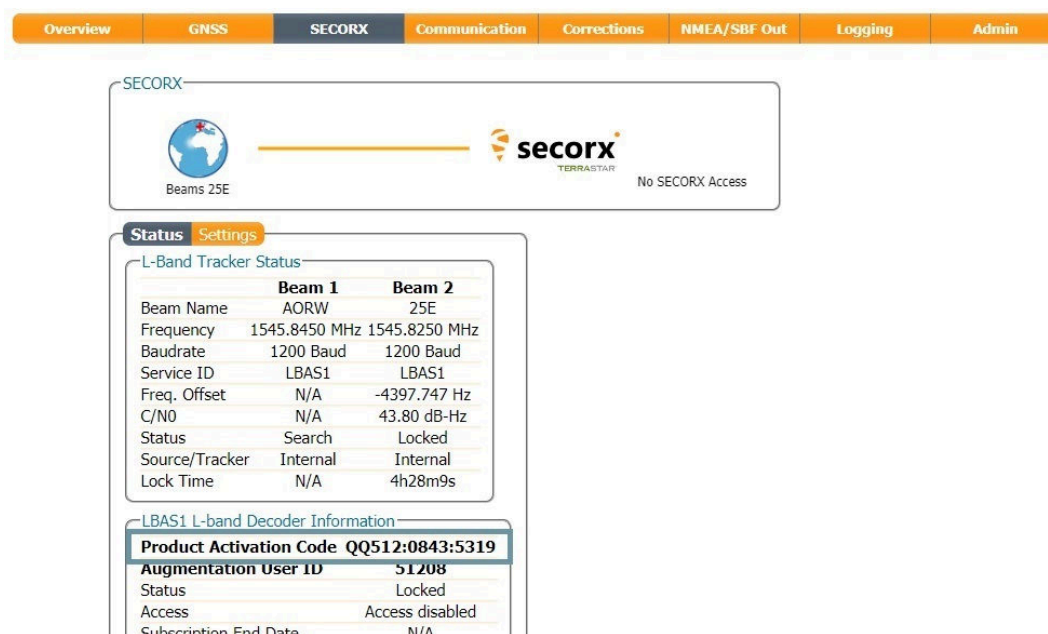 Overview GNSS SECORX Communication Corrections NMEA/SBF Out Logging Admin
SECORX
secorx
TERRASTAR
Beams 25E
No SECORX Access
Status Settings
L-Band Tracker Status
Beam 1 Beam 2
Beam Name AORW 25E
Frequency 1545.8450 MHz 1545.8250 MHz
Baudrate 1200 Baud 1200 Baud
Service ID LBAS1 LBAS1
Freq. Offset N/A -4397.747 Hz
C/N0 N/A 43.80 dB-Hz
Status Search Locked
Source/Tracker Internal Internal
Lock Time N/A 4h28m9s
LBAS1 L-band Decoder Information
Product Activation Code QQ512:0843:5319
Augmentation User ID 51208
Status Locked
Access Access disabled
Subscription End Date N/A